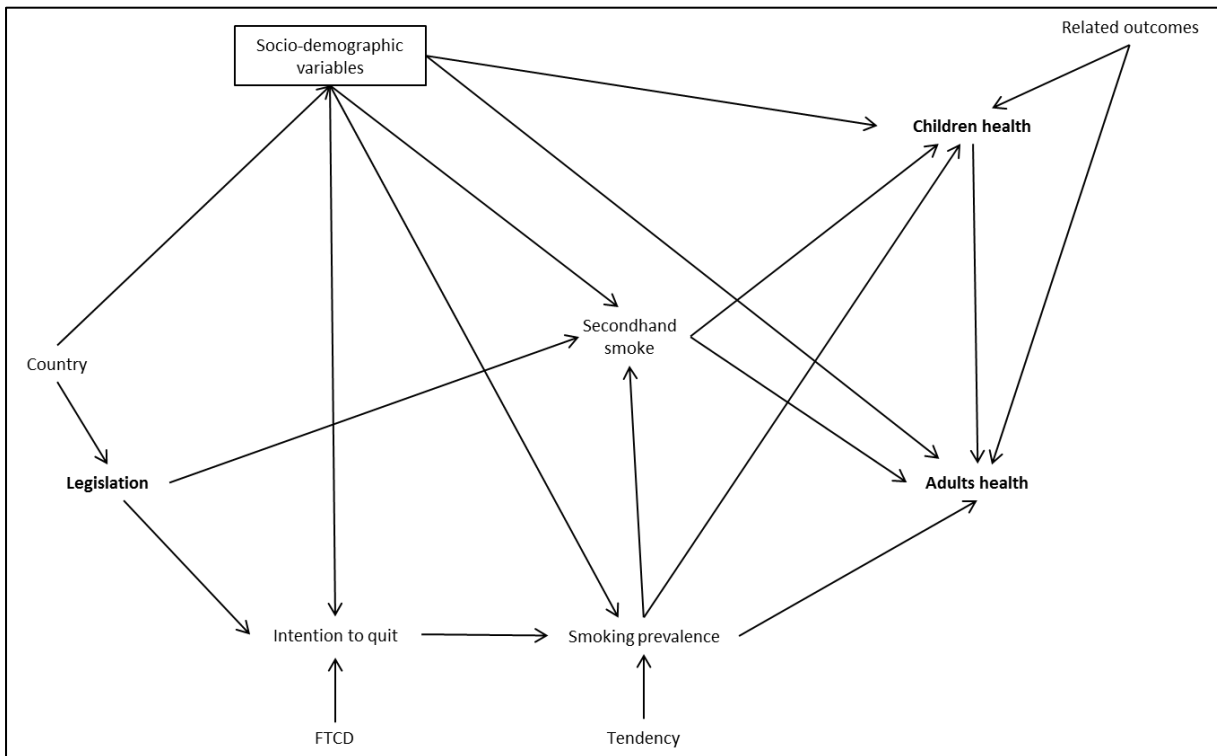 Related outcomes
Socio-demographic
variables
Children health
Secondhand
smoke
Country
Legislation
Adults health
Intention to quit
Smoking prevalence
FTCD
Tendency